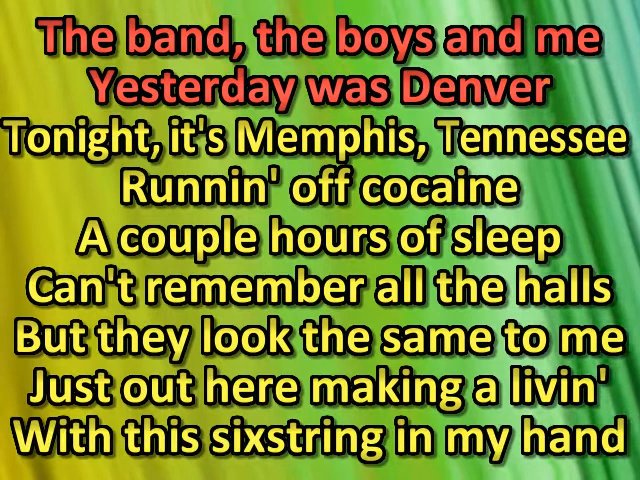 The band, the boys and me
Yesterday was Denver
Tonight, it's Memphis, Tennessee
Runnin' off cocaine
A couple hours of sleep
Can't remember all the halls
But they look the same to me
Just out here making a livin'
With this sixstring in my hand